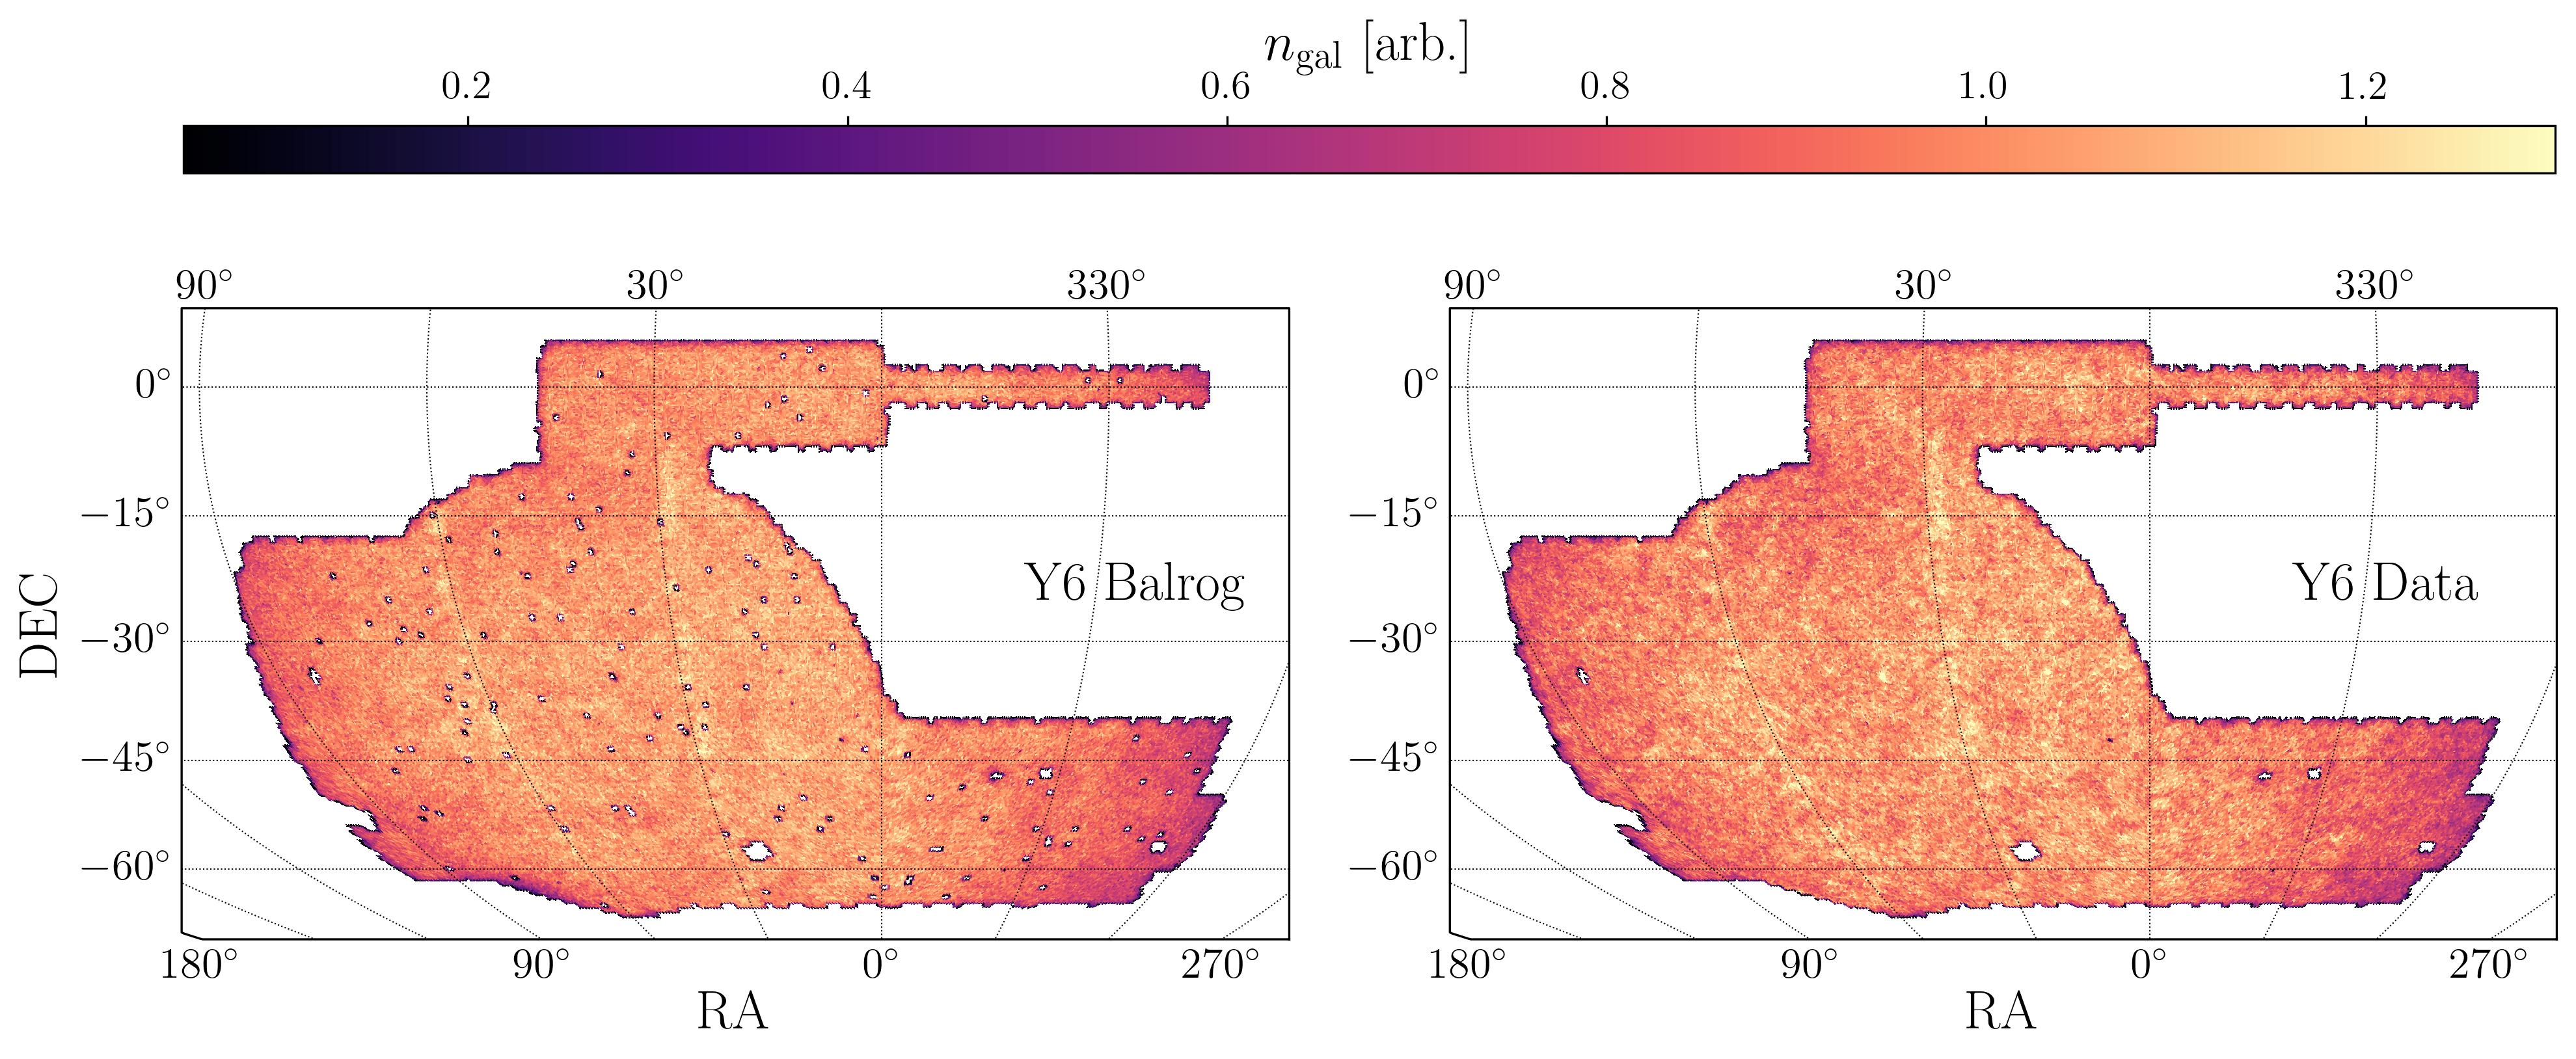 n_gal [arb.]
0.2 0.4 0.6 0.8 1.0 1.2
90° 30° 330° 90° 30° 330°
0° 0°
−15° −15°
Y6 Balrog Y6 Data
DEC
−30° −30°
−45° −45°
−60° −60°
180° 90° 0° 270° 180° 90° 0° 270°
RA RA